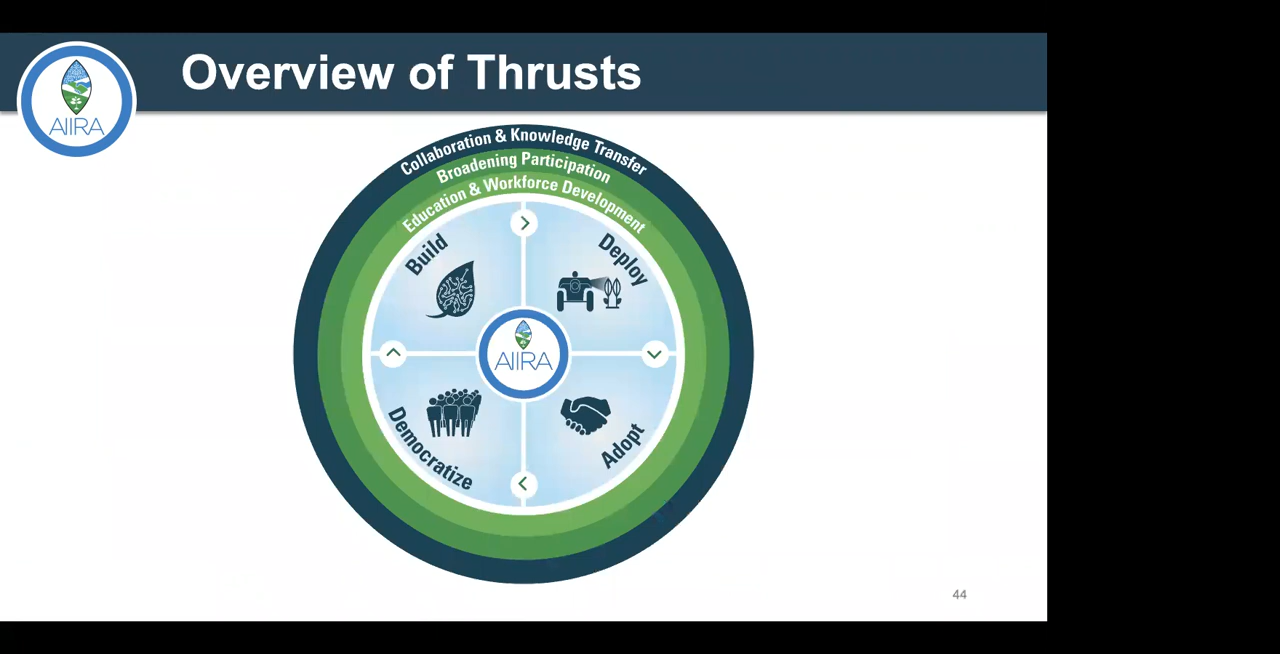 Overview of Thrusts
AIIRA
Collaboration & Knowledge Transfer
Broadening Participation
Education & Workforce Development
Build
Deploy
AIIRA
Democratize
Adopt
44